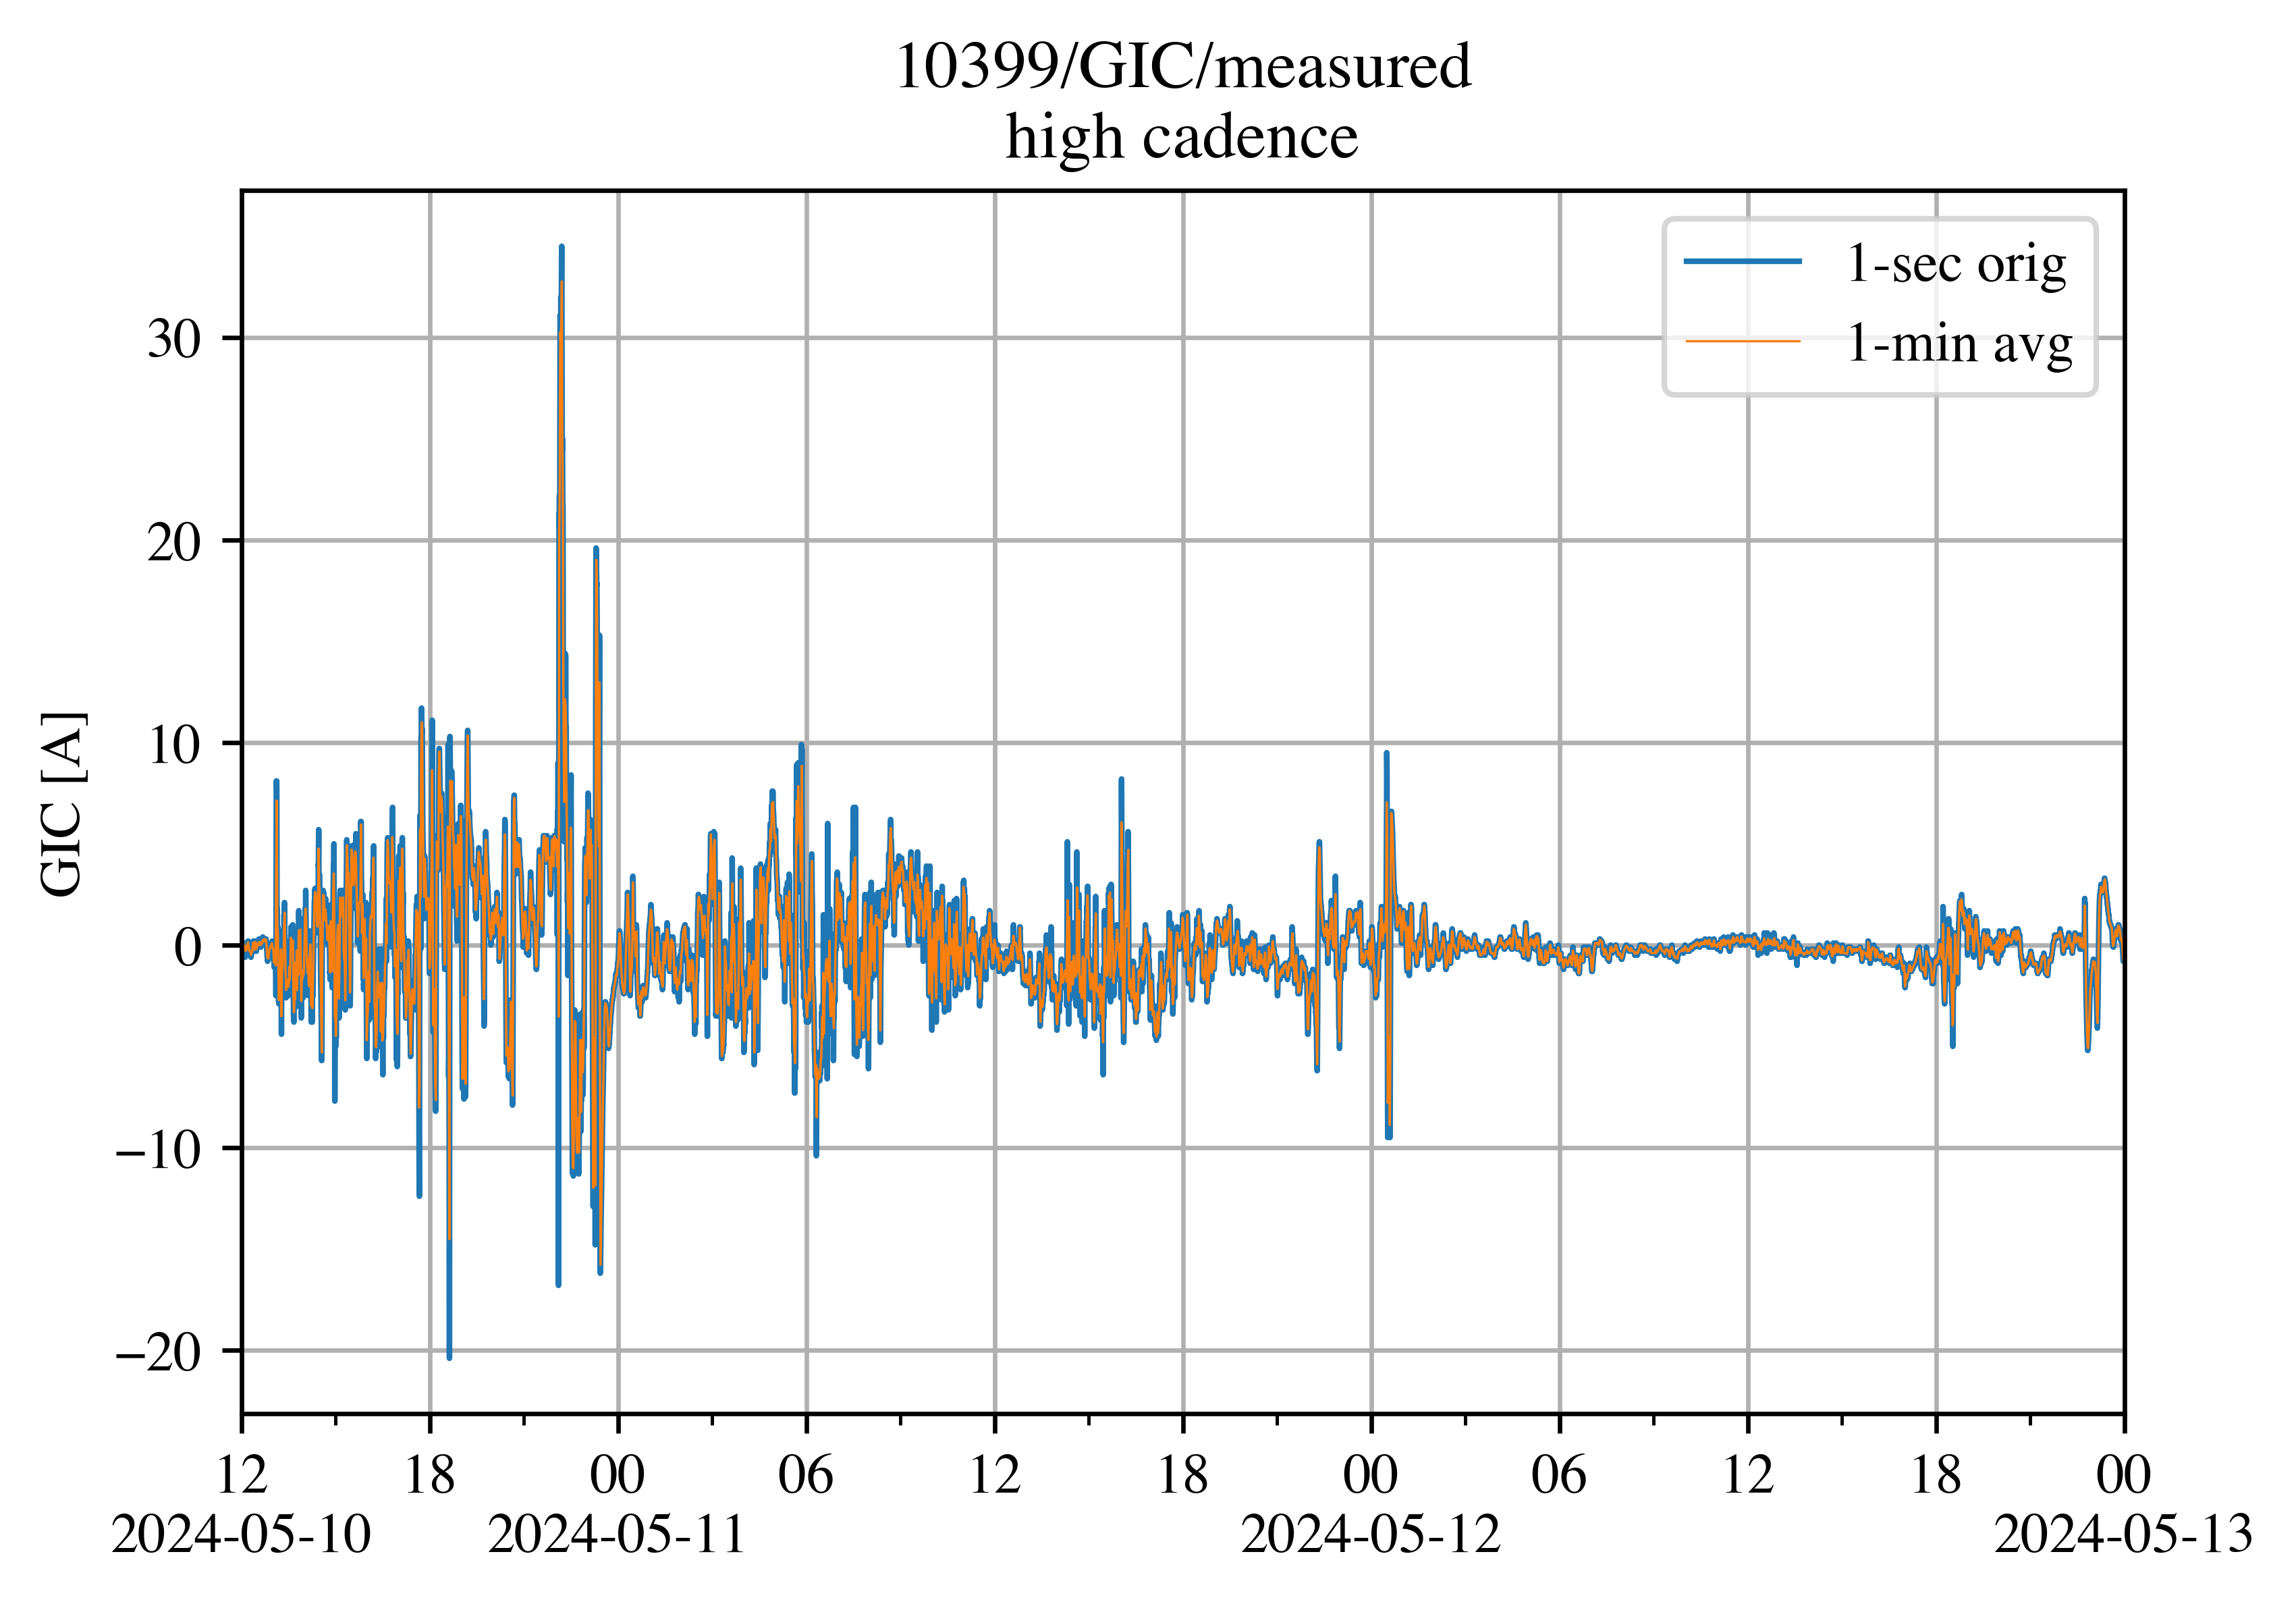 10399/GIC/measured
high cadence
1-sec orig
1-min avg
GIC [A]
30
20
10
0
−10
−20
12 18 00 06 12 18 00 06 12 18 00
2024-05-10 2024-05-11 2024-05-12 2024-05-13